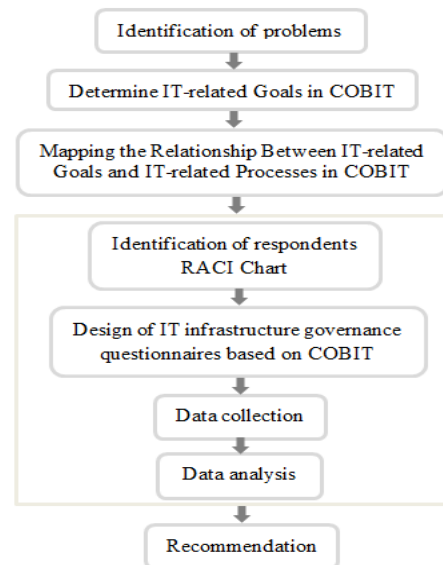 Identification of problems
Determine IT-related Goals in COBIT
Mapping the Relationship Between IT-related
Goals and IT-related Processes in COBIT
Identification of respondents
RACI Chart
Design of IT infrastructure governance
questionnaires based on COBIT
Data collection
Data analysis
Recommendation